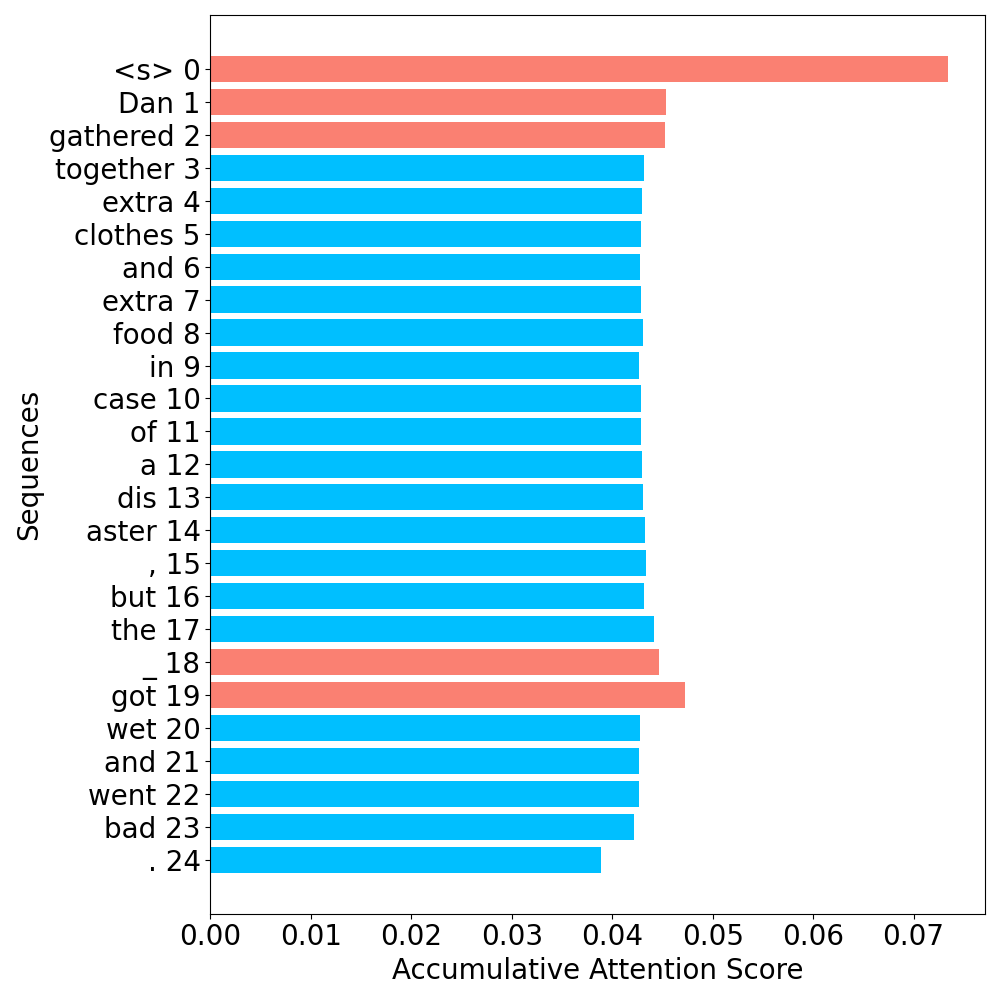 <s> 0
Dan 1
gathered 2
together 3
extra 4
clothes 5
and 6
extra 7
food 8
in 9
case 10
of 11
a 12
dis 13
aster 14
, 15
but 16
the 17
_ 18
got 19
wet 20
and 21
went 22
bad 23
. 24
Sequences
0.00 0.01 0.02 0.03 0.04 0.05 0.06 0.07
Accumulative Attention Score